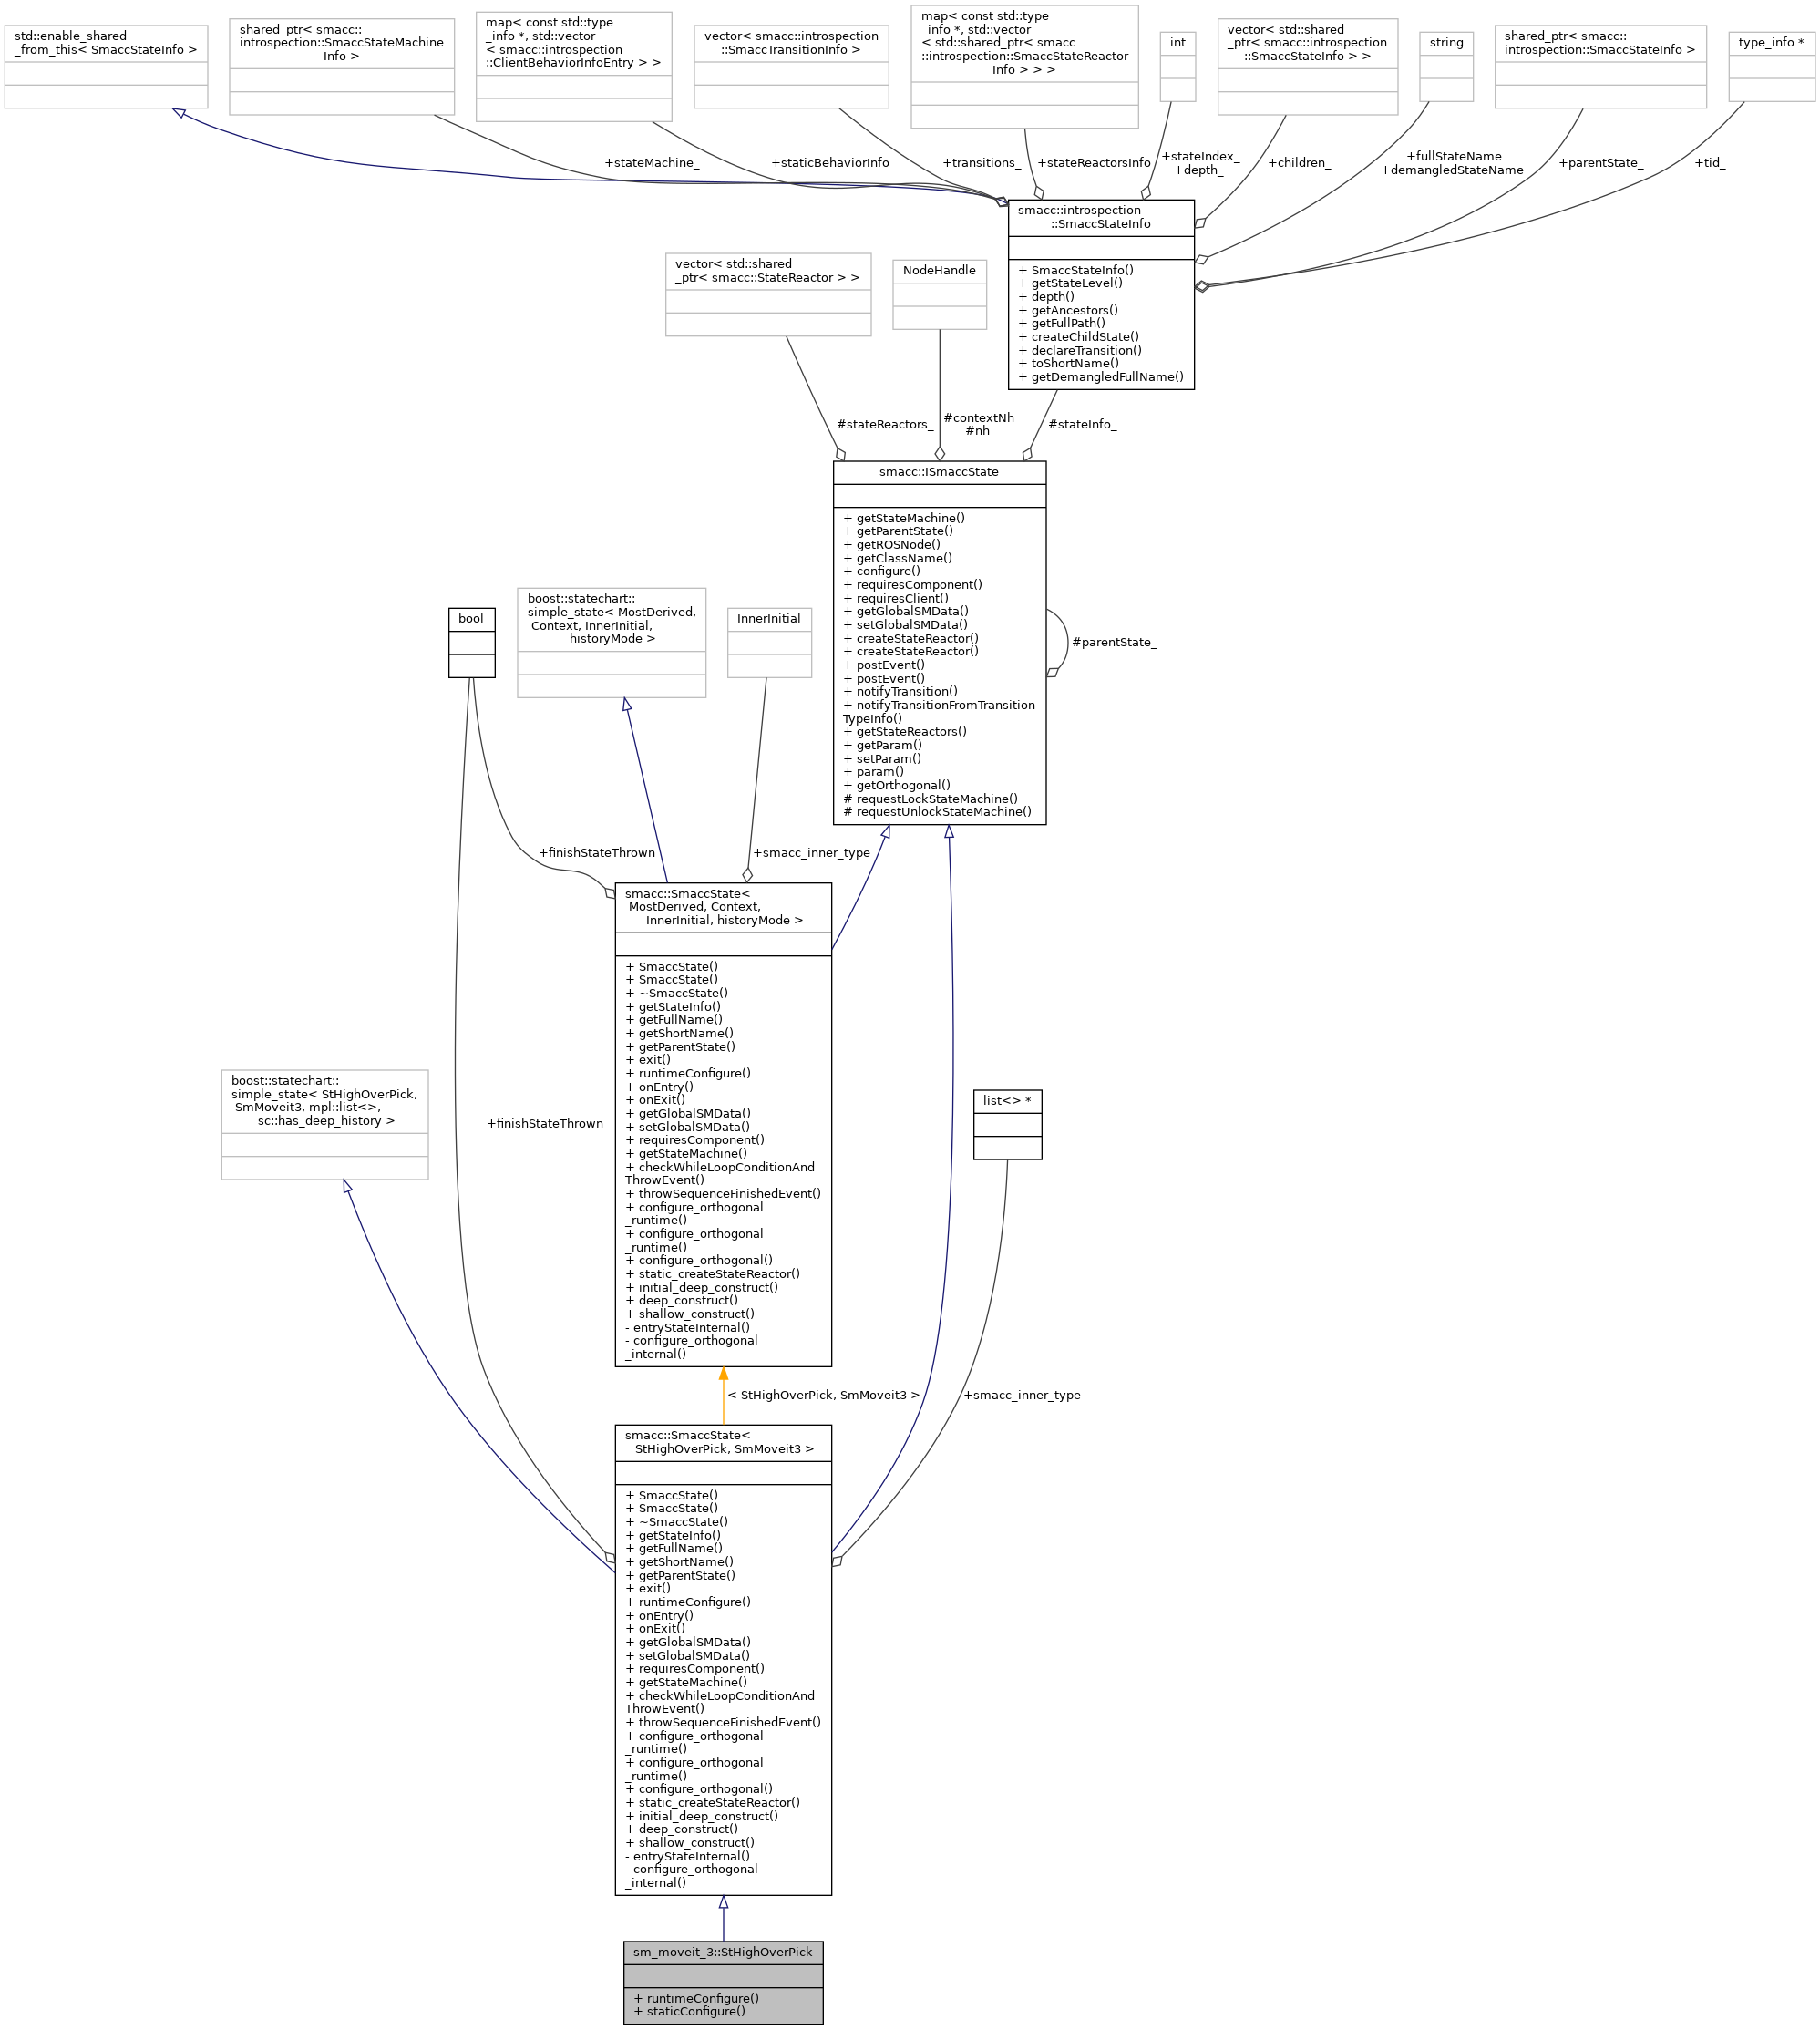 std::enable_shared
_from_this< SmaccStateInfo >
shared_ptr< smacc::
introspection::SmaccStateMachine
Info >
map< const std::type
_info *, std::vector
< smacc::introspection
::ClientBehaviorInfoEntry > >
vector< smacc::introspection
::SmaccTransitionInfo >
map< const std::type
_info *, std::vector
< std::shared_ptr< smacc
::introspection::SmaccStateReactor
Info > > >
int
vector< std::shared
_ptr< smacc::introspection
::SmaccStateInfo > >
string
shared_ptr< smacc::
introspection::SmaccStateInfo >
type_info *
+stateMachine_
+staticBehaviorInfo
+transitions_
+stateReactorsInfo
+stateIndex_
+depth_
+children_
+fullStateName
+demangledStateName
+parentState_
+tid_
smacc::introspection
::SmaccStateInfo
+ SmaccStateInfo()
+ getStateLevel()
+ depth()
+ getAncestors()
+ getFullPath()
+ createChildState()
+ declareTransition()
+ toShortName()
+ getDemangledFullName()
vector< std::shared
_ptr< smacc::StateReactor > >
NodeHandle
#stateReactors_
#contextNh
#nh
#stateInfo_
smacc::ISmaccState
+ getStateMachine()
+ getParentState()
+ getROSNode()
+ getClassName()
+ configure()
+ requiresComponent()
+ requiresClient()
+ getGlobalSMData()
+ setGlobalSMData()
+ createStateReactor()
+ createStateReactor()
+ postEvent()
+ postEvent()
+ notifyTransition()
+ notifyTransitionFromTransition
TypeInfo()
+ getStateReactors()
+ getParam()
+ setParam()
+ param()
+ getOrthogonal()
# requestLockStateMachine()
# requestUnlockStateMachine()
#parentState_
bool
boost::statechart::
simple_state< MostDerived,
Context, InnerInitial,
historyMode >
InnerInitial
+finishStateThrown
+smacc_inner_type
smacc::SmaccState<
MostDerived, Context,
InnerInitial, historyMode >
+ SmaccState()
+ SmaccState()
+ ~SmaccState()
+ getStateInfo()
+ getFullName()
+ getShortName()
+ getParentState()
+ exit()
+ runtimeConfigure()
+ onEntry()
+ onExit()
+ getGlobalSMData()
+ setGlobalSMData()
+ requiresComponent()
+ getStateMachine()
+ checkWhileLoopConditionAnd
ThrowEvent()
+ throwSequenceFinishedEvent()
+ configure_orthogonal
_runtime()
+ configure_orthogonal
_runtime()
+ configure_orthogonal()
+ static_createStateReactor()
+ initial_deep_construct()
+ deep_construct()
+ shallow_construct()
- entryStateInternal()
- configure_orthogonal
_internal()
boost::statechart::
simple_state< StHighOverPick,
SmMoveit3, mpl::list<>,
sc::has_deep_history >
+finishStateThrown
list<> *
< StHighOverPick, SmMoveit3 >
+smacc_inner_type
smacc::SmaccState<
StHighOverPick, SmMoveit3 >
+ SmaccState()
+ SmaccState()
+ ~SmaccState()
+ getStateInfo()
+ getFullName()
+ getShortName()
+ getParentState()
+ exit()
+ runtimeConfigure()
+ onEntry()
+ onExit()
+ getGlobalSMData()
+ setGlobalSMData()
+ requiresComponent()
+ getStateMachine()
+ checkWhileLoopConditionAnd
ThrowEvent()
+ throwSequenceFinishedEvent()
+ configure_orthogonal
_runtime()
+ configure_orthogonal
_runtime()
+ configure_orthogonal()
+ static_createStateReactor()
+ initial_deep_construct()
+ deep_construct()
+ shallow_construct()
- entryStateInternal()
- configure_orthogonal
_internal()
sm_moveit_3::StHighOverPick
+ runtimeConfigure()
+ staticConfigure()